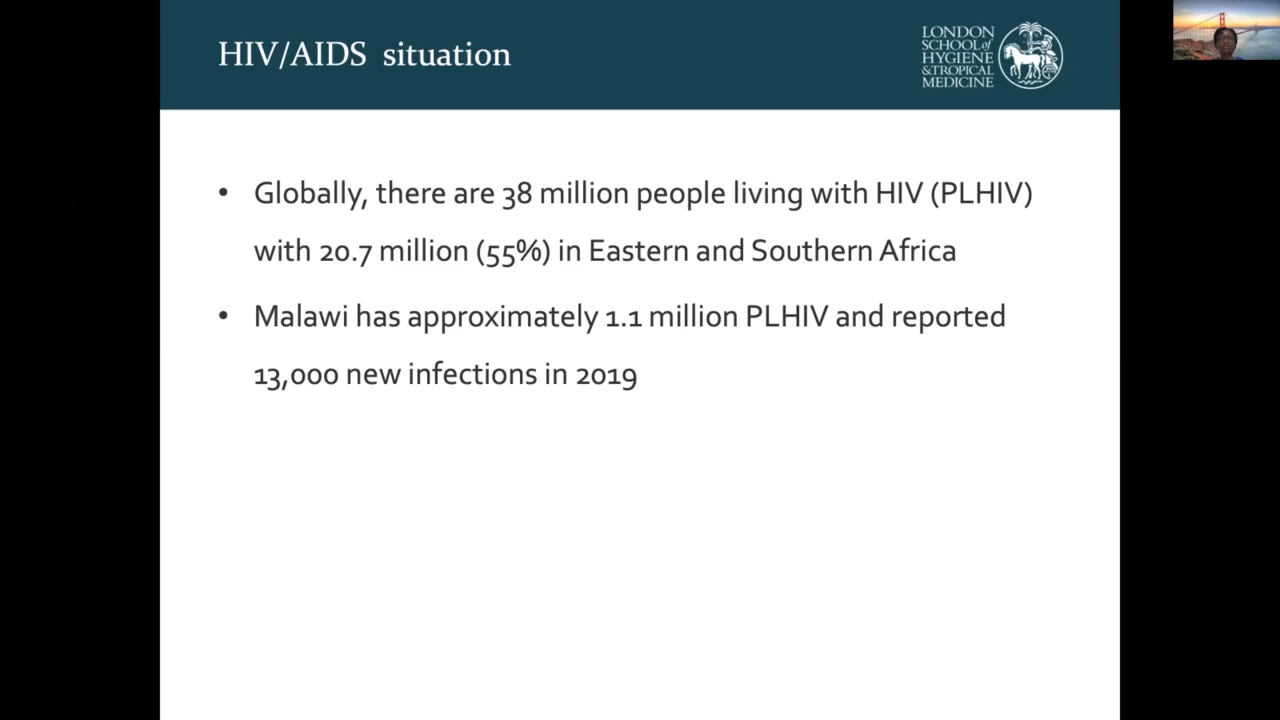 HIV/AIDS situation
LONDON
SCHOOL of
HYGIENE
& TROPICAL
MEDICINE
• Globally, there are 38 million people living with HIV (PLHIV)
with 20.7 million (55%) in Eastern and Southern Africa
• Malawi has approximately 1.1 million PLHIV and reported
13,000 new infections in 2019